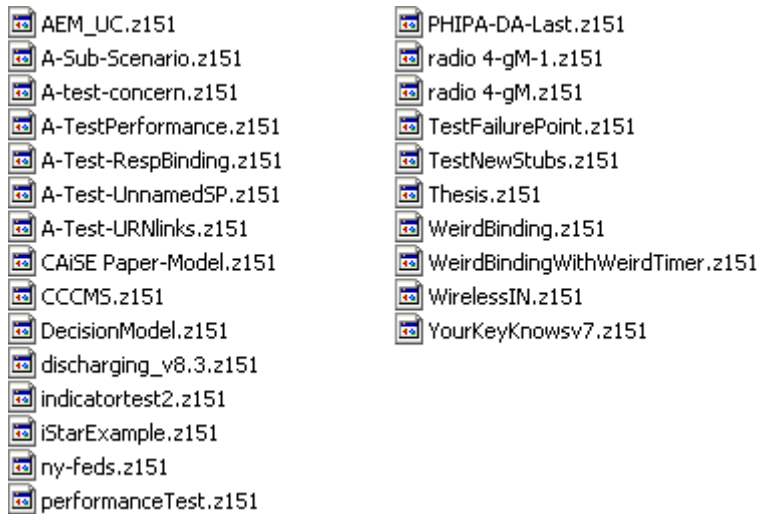 AEM_UC.z151
A-Sub-Scenario.z151
A-test-concern.z151
A-TestPerformance.z151
A-Test-RespBinding.z151
A-Test-UnnamedSP.z151
A-Test-URNlinks.z151
CAiSE Paper-Model.z151
CCCMS.z151
DecisionModel.z151
discharging_v8.3.z151
indicatortest2.z151
iStarExample.z151
ny-feds.z151
performanceTest.z151
PHIPA-DA-Last.z151
radio 4-gM-1.z151
radio 4-gM.z151
TestFailurePoint.z151
TestNewStubs.z151
Thesis.z151
WeirdBinding.z151
WeirdBindingWithWeirdTimer.z151
WirelessIN.z151
YourKeyKnowsv7.z151